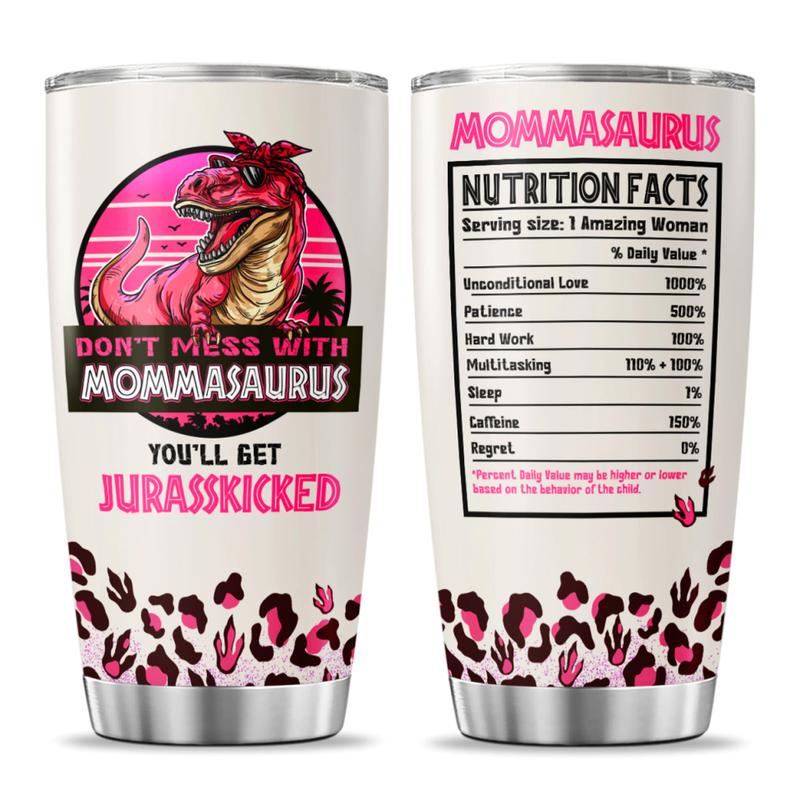 DON'T MESS WITH
MOMMASAURUS
YOU'LL GET
JURASSKICKED
MOMMASAURUS
NUTRITION FACTS
Serving size: 1 Amazing Woman
% Daily Value *
Unconditional Love 1000%
Patience 500%
Hard Work 100%
Multitasking 110% + 100%
Sleep 1%
Caffeine 150%
Regret 0%
*Percent Daily Value may be higher or lower
based on the behavior of the child.